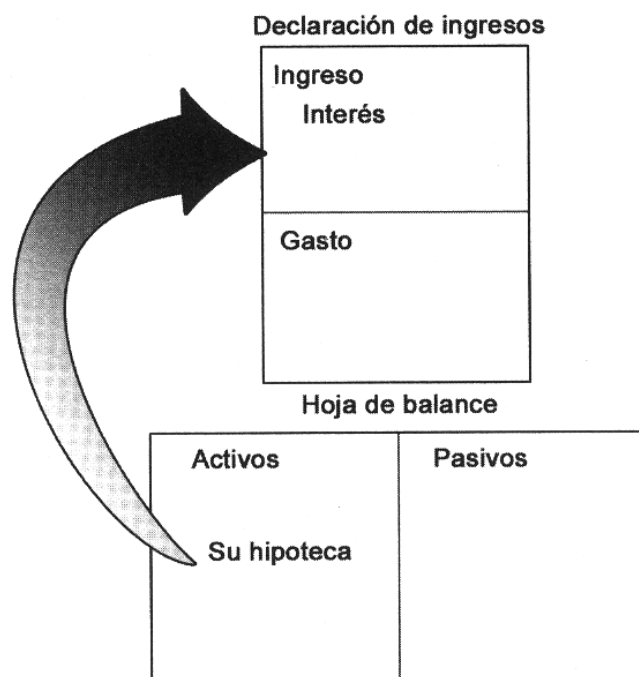 Declaración de ingresos
Ingreso
Interés
Gasto
Hoja de balance
Activos
Pasivos
Su hipoteca